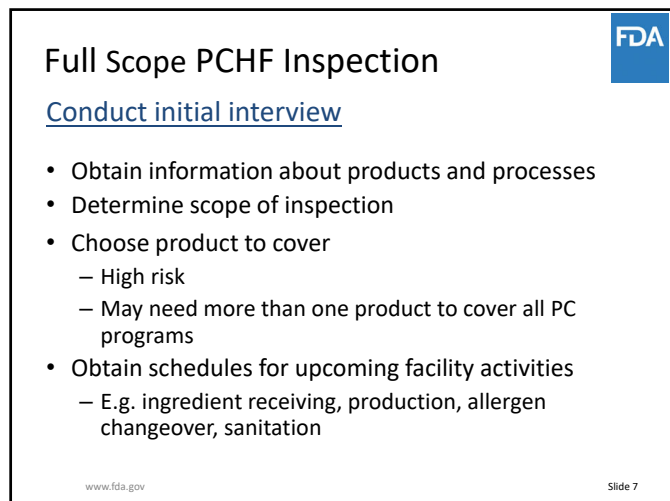 FDA
Full Scope PCHF Inspection
Conduct initial interview
• Obtain information about products and processes
• Determine scope of inspection
• Choose product to cover
– High risk
– May need more than one product to cover all PC
programs
• Obtain schedules for upcoming facility activities
– E.g. ingredient receiving, production, allergen
changeover, sanitation
www.fda.gov
Slide 7